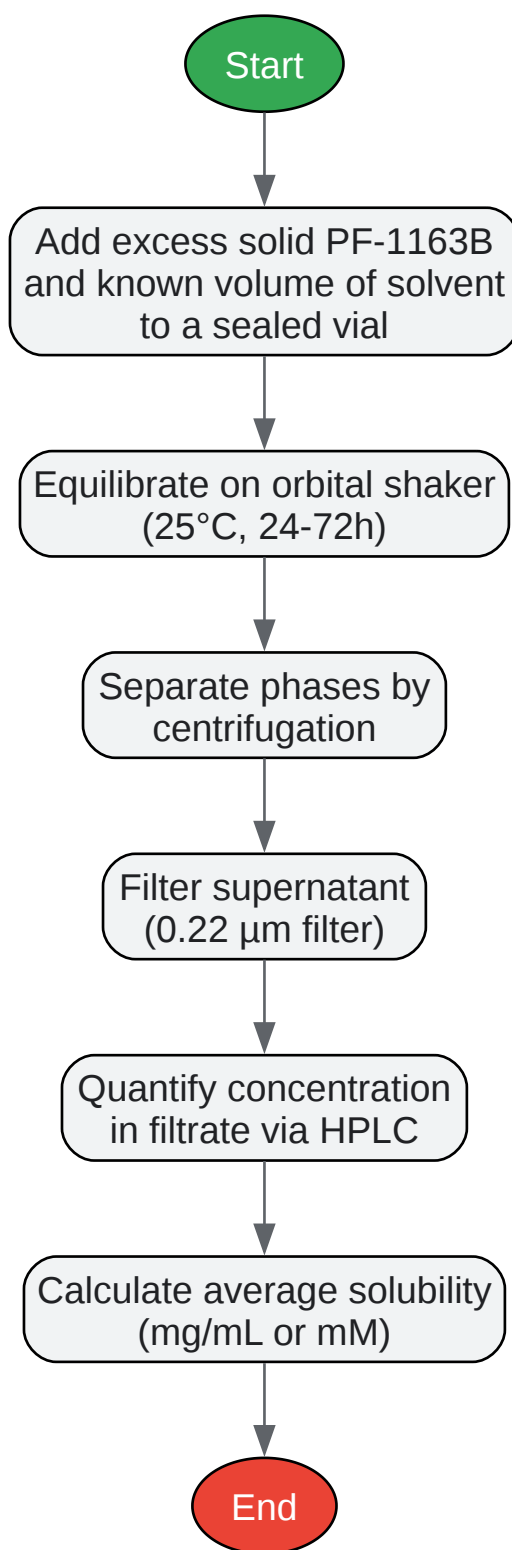 Start
Add excess solid PF-1163B
and known volume of solvent
to a sealed vial
Equilibrate on orbital shaker
(25°C, 24-72h)
Separate phases by
centrifugation
Filter supernatant
(0.22 µm filter)
Quantify concentration
in filtrate via HPLC
Calculate average solubility
(mg/mL or mM)
End